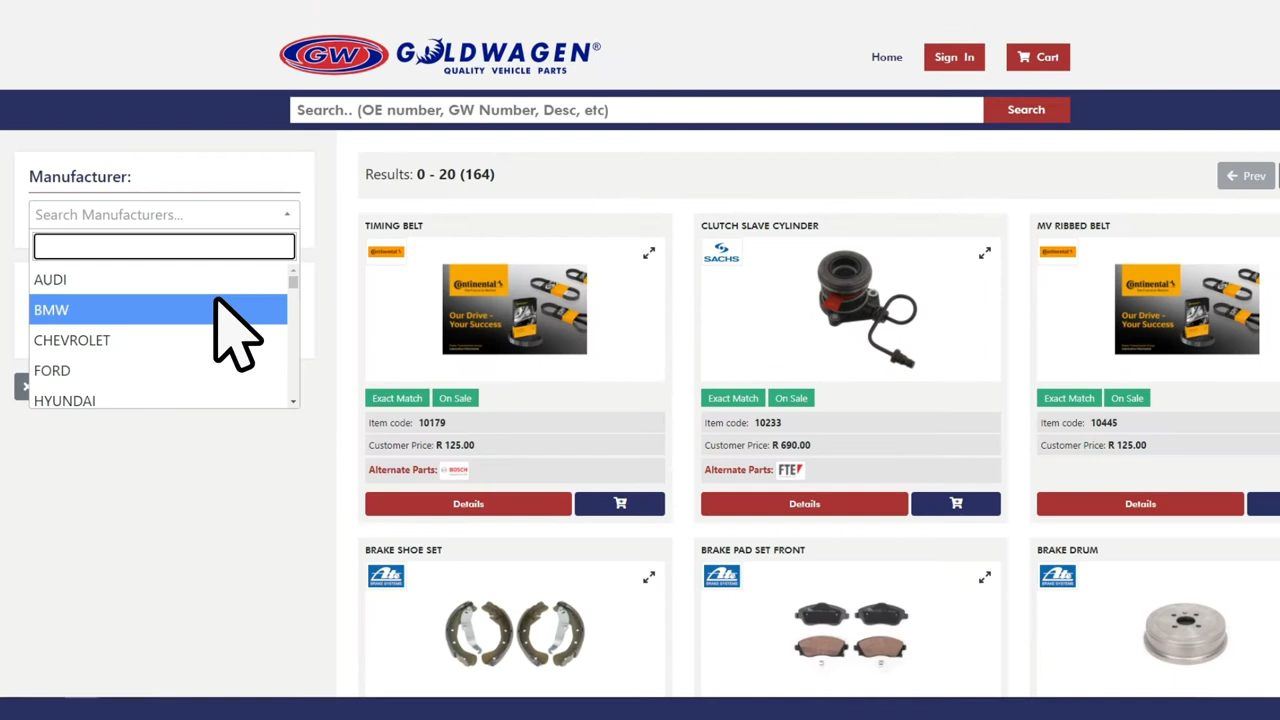 GW GOLDWAGEN®
QUALITY VEHICLE PARTS
Home
Sign In
Cart
Search.. (OE number, GW Number, Desc, etc)
Search
Manufacturer:
Search Manufacturers...
AUDI
BMW
CHEVROLET
FORD
HYUNDAI
Results: 0 - 20 (164)
Prev
TIMING BELT
Continental
Continental
Our Drive –
Your Success
Exact Match
On Sale
Item code: 10179
Customer Price: R 125.00
Alternate Parts: BOSCH
Details
CLUTCH SLAVE CYLINDER
SACHS
Exact Match
On Sale
Item code: 10233
Customer Price: R 690.00
Alternate Parts: FTE
Details
MV RIBBED BELT
Continental
Continental
Our Drive –
Your Success
Exact Match
On Sale
Item code: 10445
Customer Price: R 125.00
Details
BRAKE SHOE SET
Ate
BRAKE PAD SET FRONT
Ate
BRAKE DRUM
Ate